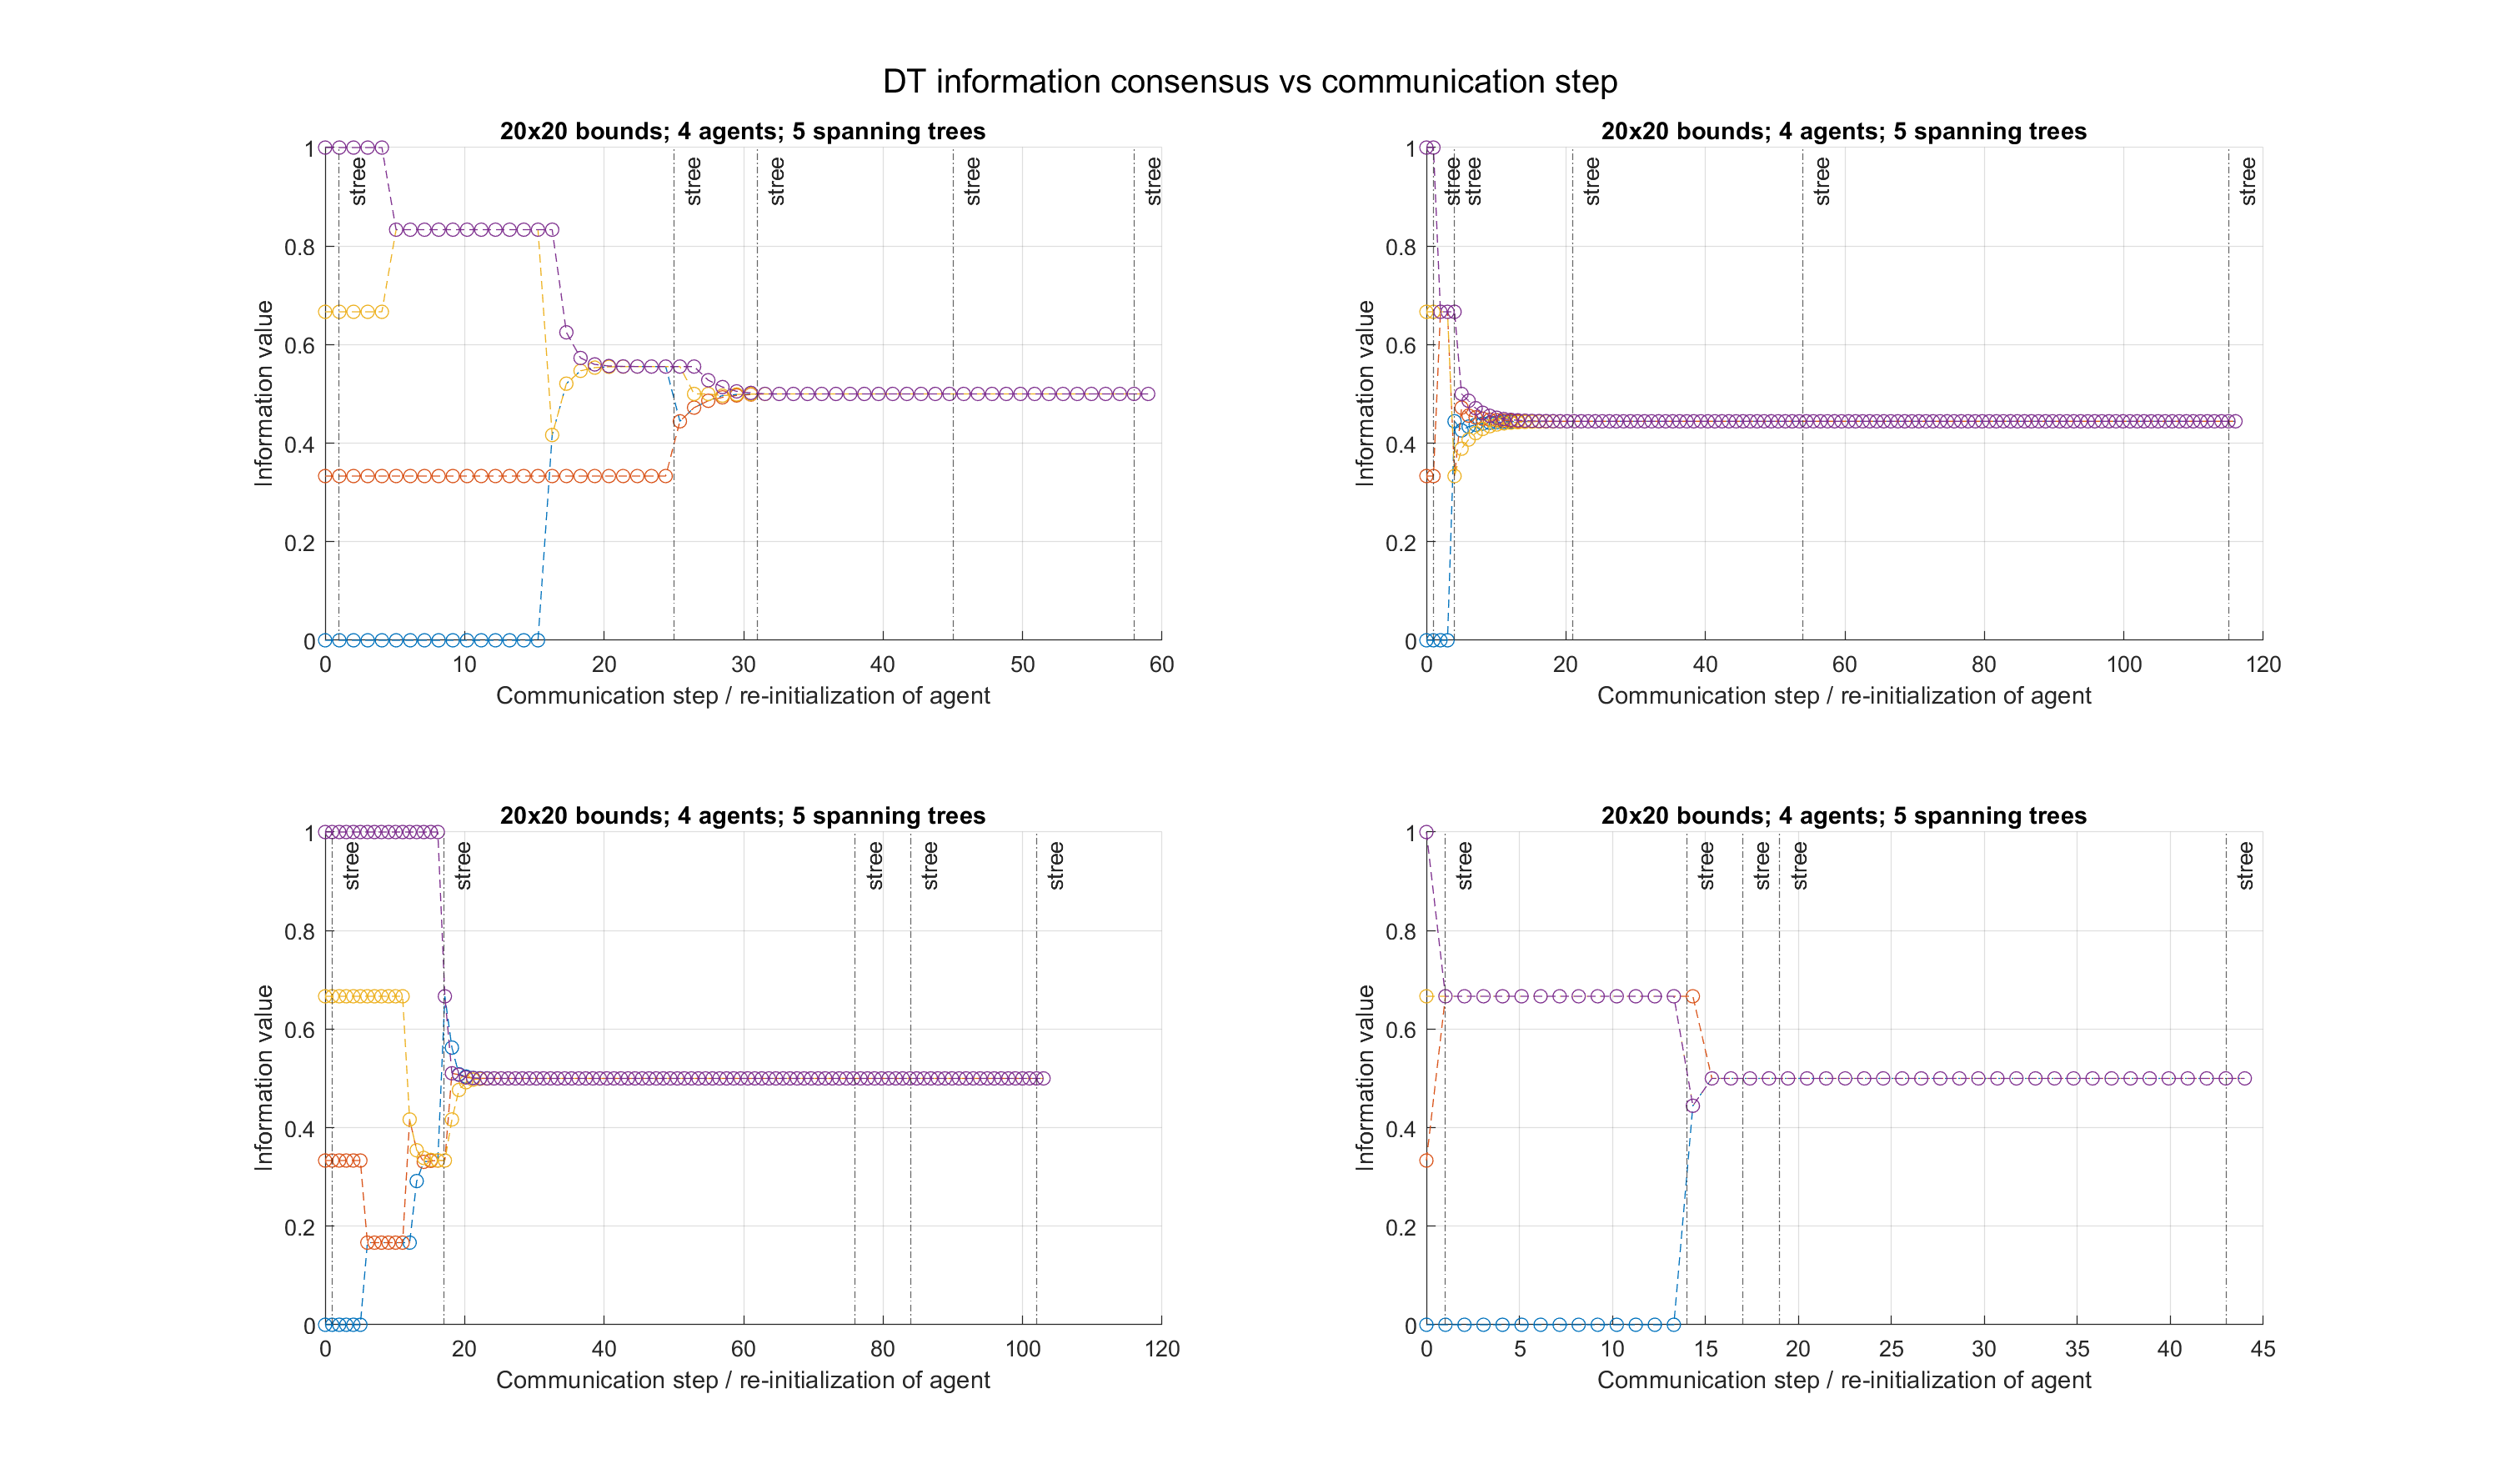 DT information consensus vs communication step
20x20 bounds; 4 agents; 5 spanning trees
Information value
1
0.8
0.6
0.4
0.2
0
stree
stree
stree
stree
stree
0 10 20 30 40 50 60
Communication step / re-initialization of agent
20x20 bounds; 4 agents; 5 spanning trees
Information value
1
0.8
0.6
0.4
0.2
0
stree
stree
stree
stree
stree
0 20 40 60 80 100 120
Communication step / re-initialization of agent
20x20 bounds; 4 agents; 5 spanning trees
Information value
1
0.8
0.6
0.4
0.2
0
stree
stree
stree
stree
stree
0 20 40 60 80 100 120
Communication step / re-initialization of agent
20x20 bounds; 4 agents; 5 spanning trees
Information value
1
0.8
0.6
0.4
0.2
0
stree
stree
stree
stree
stree
0 5 10 15 20 25 30 35 40 45
Communication step / re-initialization of agent